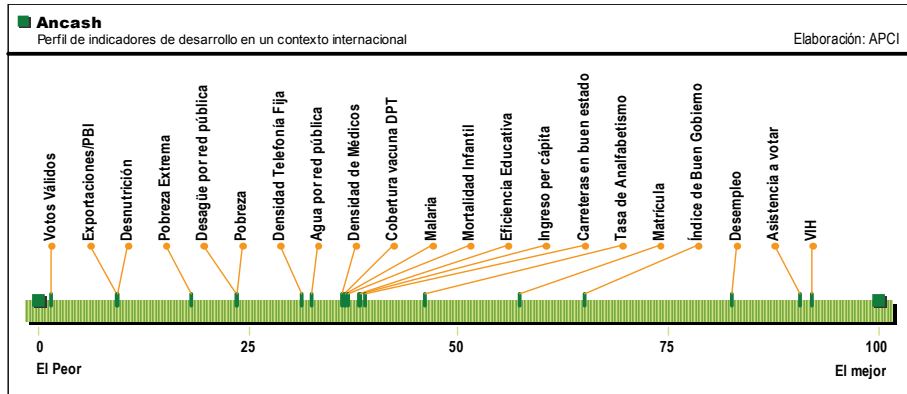 Ancash
Perfil de indicadores de desarrollo en un contexto internacional
Elaboración: APCI
Votos Válidos
Exportaciones/PBI
Desnutrición
Pobreza Extrema
Desagüe por red pública
Pobreza
Densidad Telefonía Fija
Agua por red pública
Densidad de Médicos
Cobertura vacuna DPT
Malaria
Mortalidad Infantil
Eficiencia Educativa
Ingreso per cápita
Carreteras en buen estado
Tasa de Analfabetismo
Matrícula
Índice de Buen Gobierno
Desempleo
Asistencia a votar
VIH
0
25
50
75
100
El Peor
El mejor